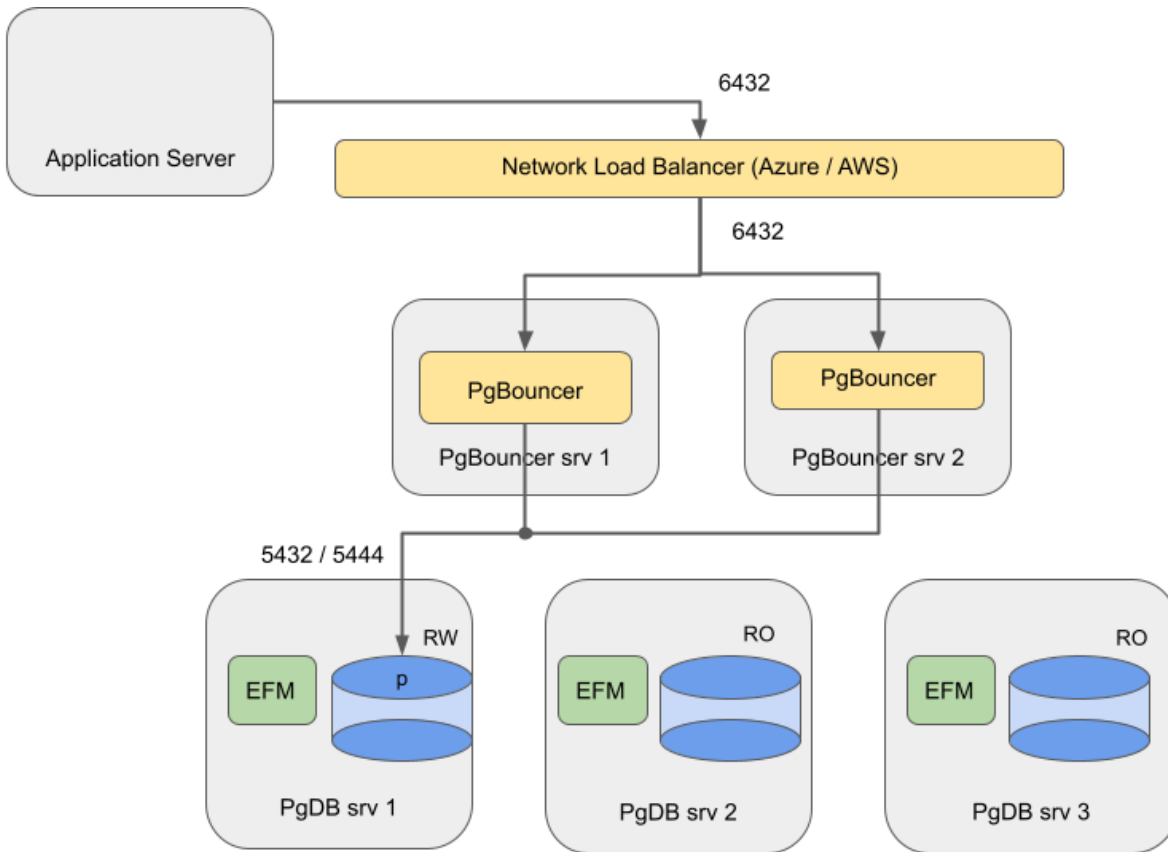 6432
Application Server
Network Load Balancer (Azure / AWS)
6432
PgBouncer
PgBouncer
PgBouncer srv 1
PgBouncer srv 2
5432 / 5444
RW
RO
RO
EFM
p
EFM
EFM
PgDB srv 1
PgDB srv 2
PgDB srv 3